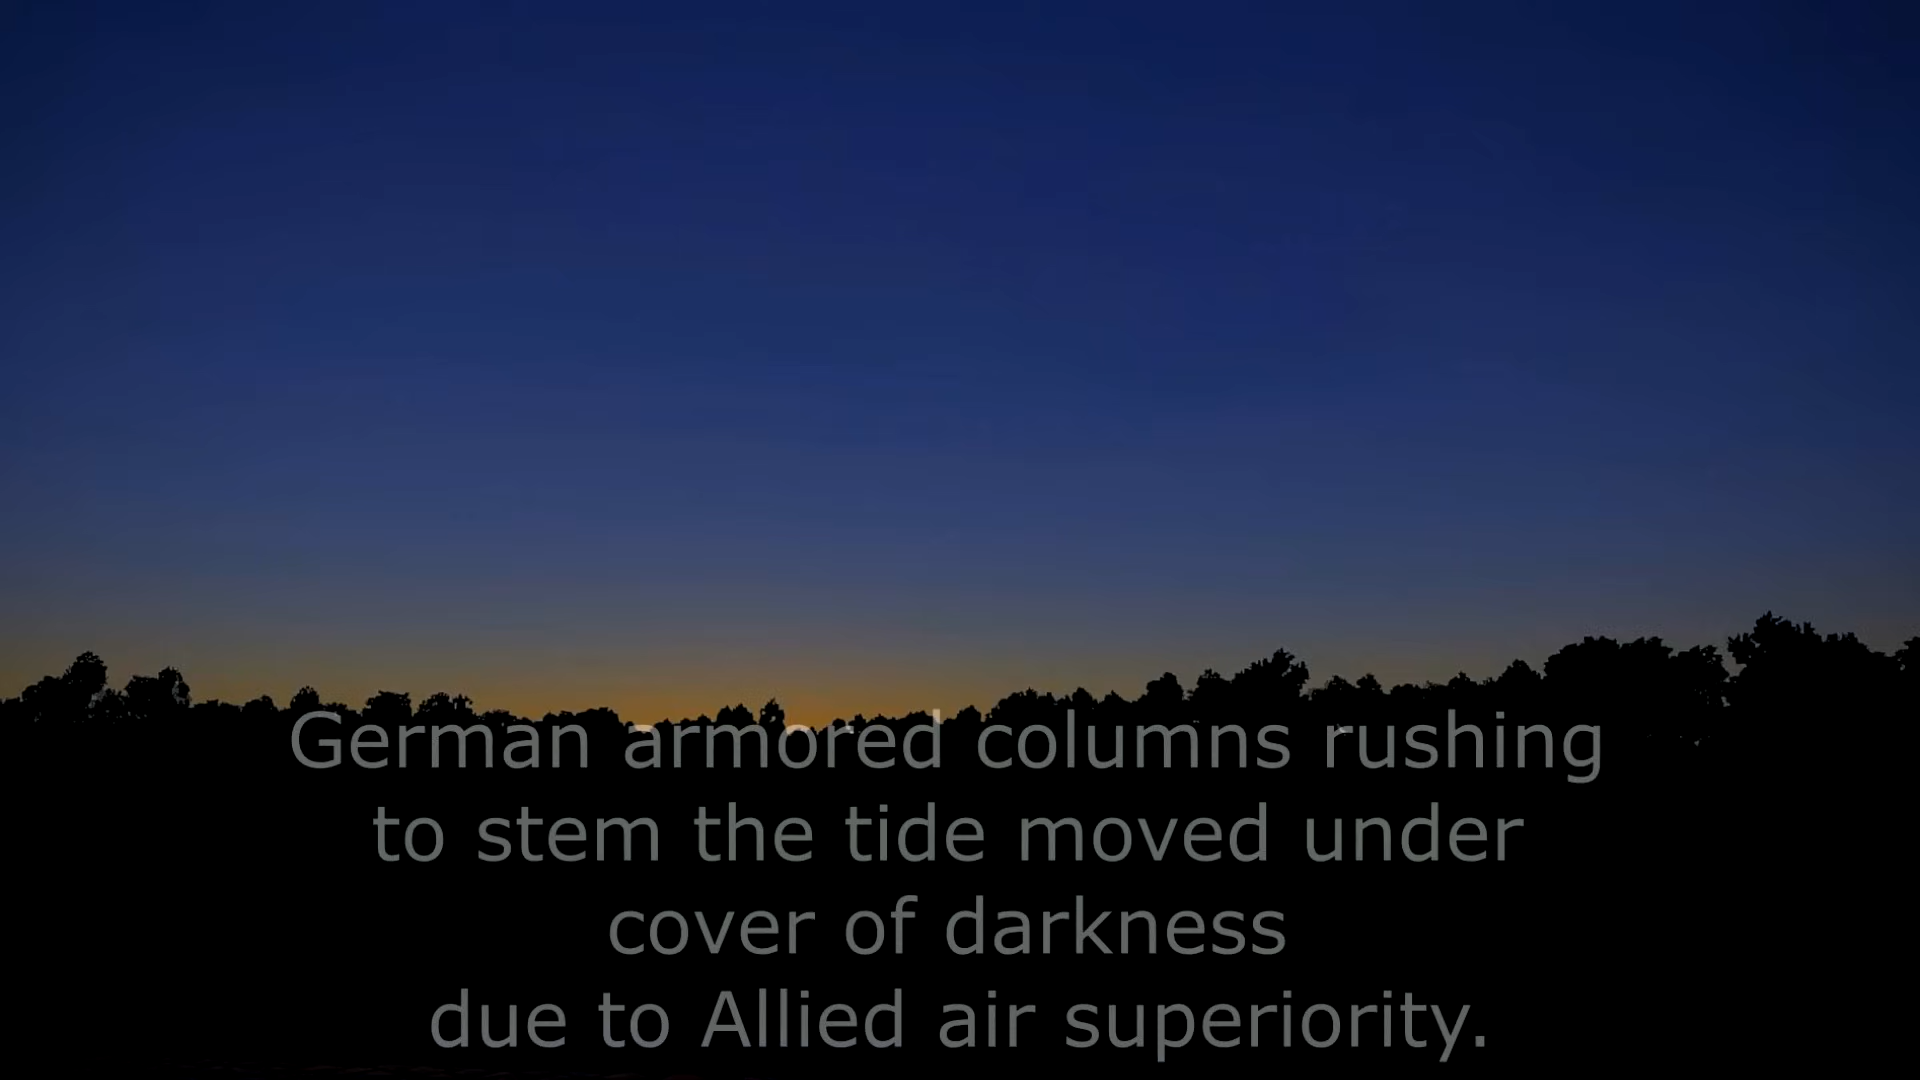 German armored columns rushing
to stem the tide moved under
cover of darkness
due to Allied air superiority.